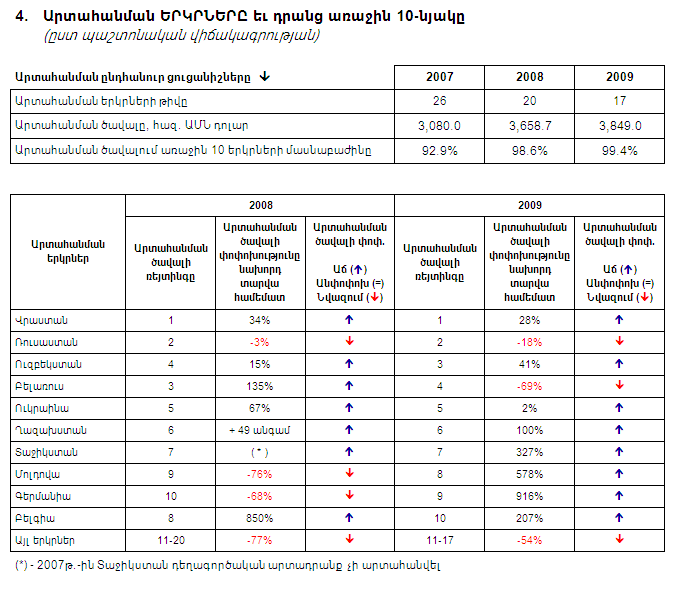 4. Արտահանման ԵՐԿՐՆԵՐԸ եւ դրանց առաջին 10-նյակը
(ըստ պաշտոնական վիճակագրության)
Արտահանման ընդհանուր ցուցանիշները ↓ 2007 2008 2009
Արտահանման երկրների թիվը 26 20 17
Արտահանման ծավալը, հազ. ԱՄՆ դոլար 3,080.0 3,658.7 3,849.0
Արտահանման ծավալում առաջին 10 երկրների մասնաբաժինը 92.9% 98.6% 99.4%
Արտահանման երկրներ
2008 2009
Արտահանման ծավալի ռեյտինգը
Արտահանման ծավալի փոփոխությունը նախորդ տարվա համեմատ
Արտահանման ծավալի փոփ.
Աճ (↑)
Անփոփոխ (=)
Նվազում (↓)
Արտահանման ծավալի ռեյտինգը
Արտահանման ծավալի փոփոխությունը նախորդ տարվա համեմատ
Արտահանման ծավալի փոփ.
Աճ (↑)
Անփոփոխ (=)
Նվազում (↓)
Վրաստան 1 34% ↑ 1 28% ↑
Ռուսաստան 2 -3% ↓ 2 -18% ↓
Ուզբեկստան 4 15% ↑ 3 41% ↑
Բելառուս 3 135% ↑ 4 -69% ↓
Ուկրաինա 5 67% ↑ 5 2% ↑
Ղազախստան 6 + 49 անգամ ↑ 6 100% ↑
Տաջիկստան 7 (*) ↑ 7 327% ↑
Մոլդովա 9 -76% ↓ 8 578% ↑
Գերմանիա 10 -68% ↓ 9 916% ↑
Բելգիա 8 850% ↑ 10 207% ↑
Այլ երկրներ 11-20 -77% ↓ 11-17 -54% ↓
(*) - 2007թ.-ին Տաջիկստան դեղագործական արտադրանք չի արտահանվել